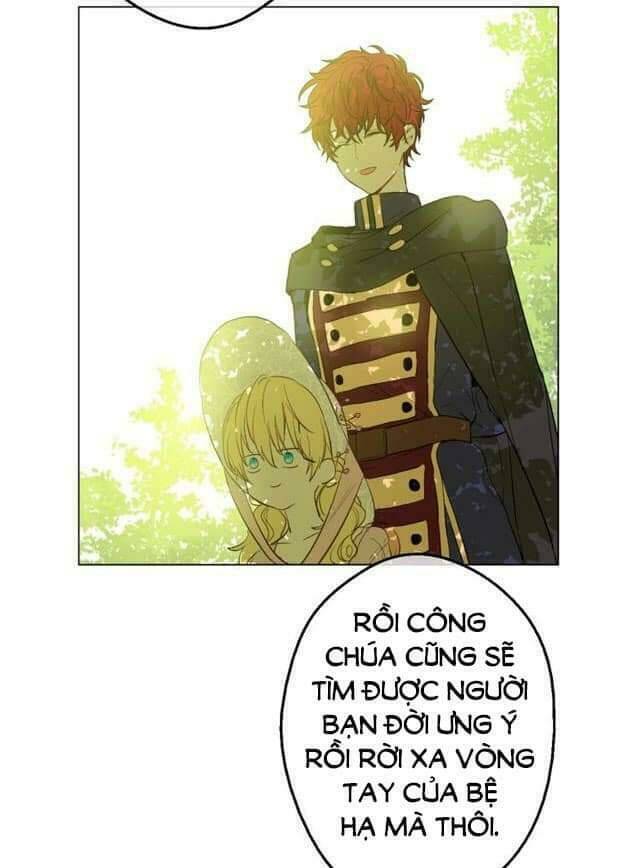 RỒI CÔNG
CHÚA CŨNG SẼ
TÌM ĐƯỢC NGƯỜI
BẠN ĐỜI ƯNG Ý
RỒI RỜI XA VÒNG
TAY CỦA BỆ
HẠ MÀ THÔI.